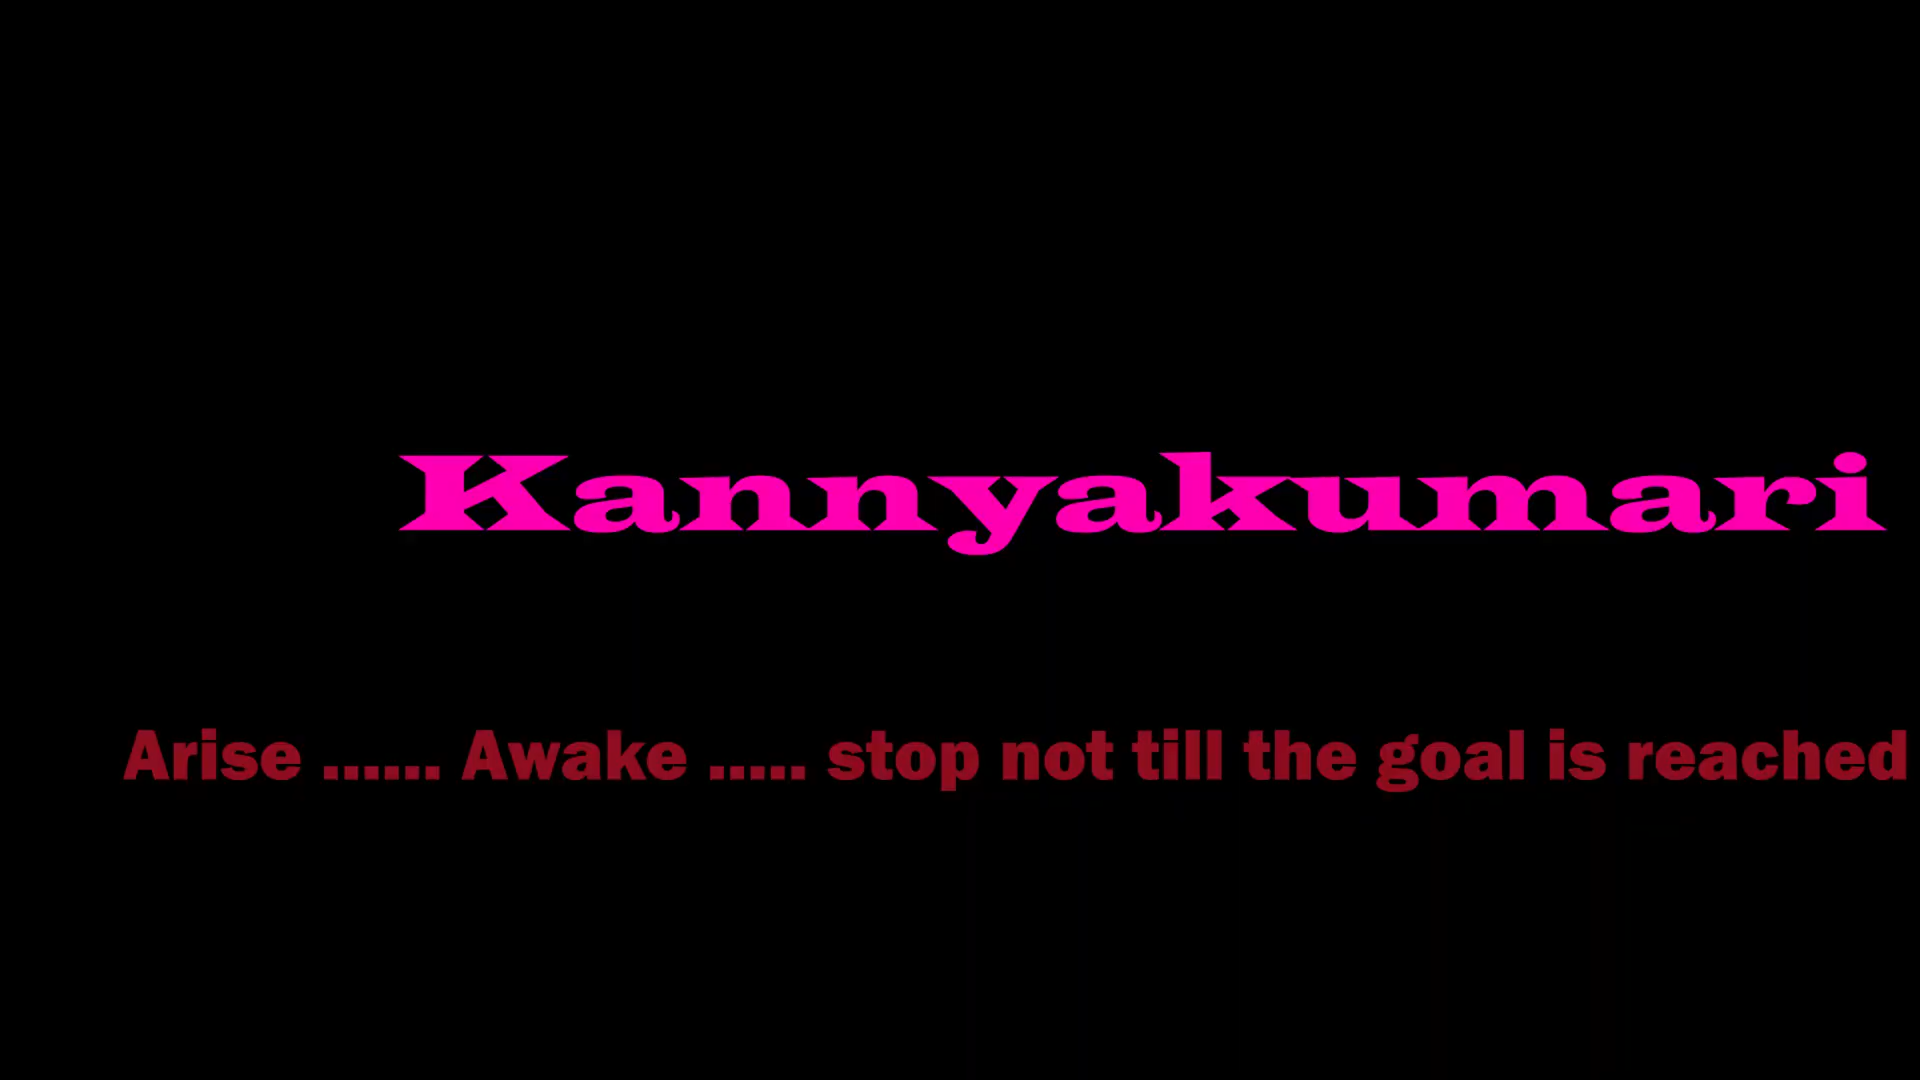 Kannyakumari
Arise ...... Awake ..... stop not till the goal is reached